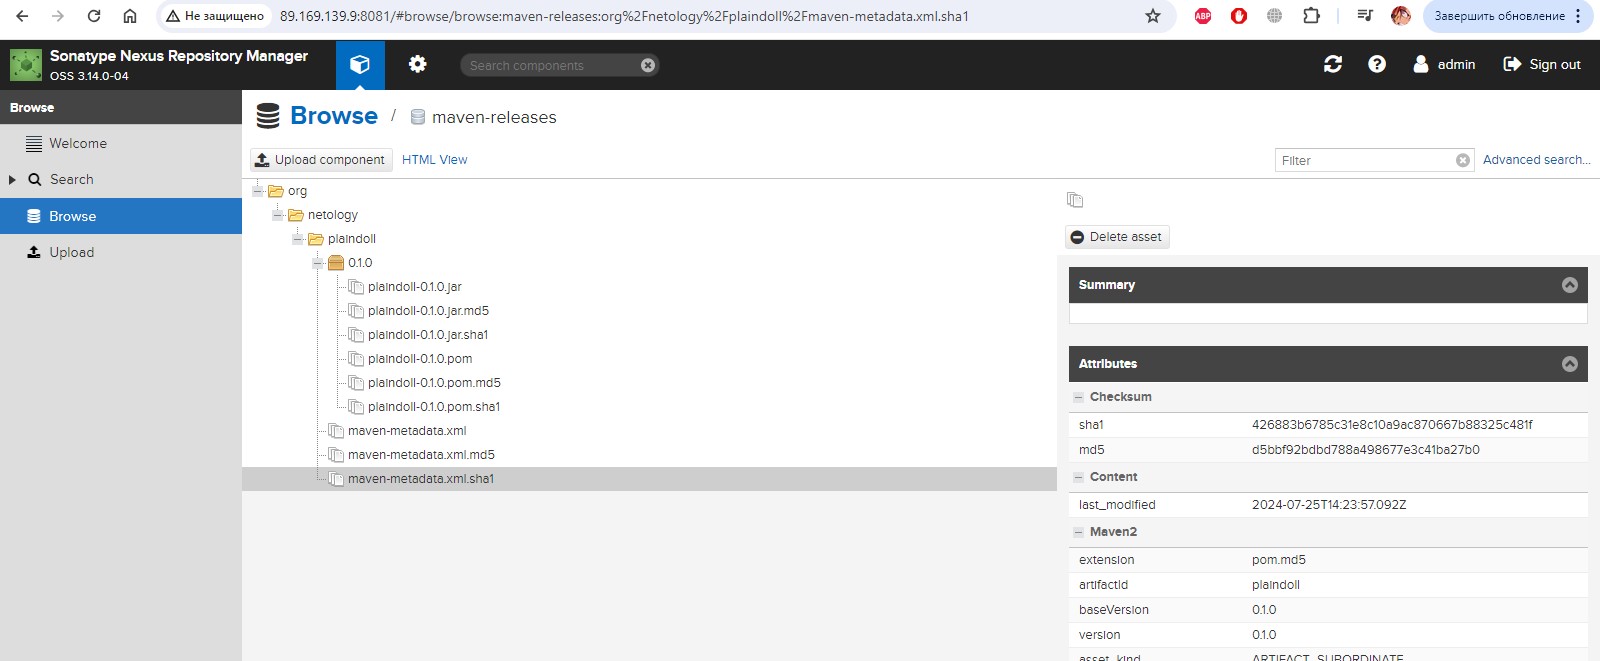 Не защищено
89.169.139.9:8081/#browse/browse:maven-releases:org%2Fnetology%2Fplaindoll%2Fmaven-metadata.xml.sha1
ABP
Завершить обновление
Sonatype Nexus Repository Manager
OSS 3.14.0-04
Search components
admin
Sign out
Browse
Welcome
Search
Browse
Upload
Browse / maven-releases
Upload component
HTML View
Filter
Advanced search...
org
netology
plaindoll
0.1.0
plaindoll-0.1.0.jar
plaindoll-0.1.0.jar.md5
plaindoll-0.1.0.jar.sha1
plaindoll-0.1.0.pom
plaindoll-0.1.0.pom.md5
plaindoll-0.1.0.pom.sha1
maven-metadata.xml
maven-metadata.xml.md5
maven-metadata.xml.sha1
Delete asset
Summary
Attributes
Checksum
sha1 426883b6785c31e8c10a9ac870667b88325c481f
md5 d5bbf92bdbd788a498677e3c41ba27b0
Content
last_modified 2024-07-25T14:23:57.092Z
Maven2
extension pom.md5
artifactId plaindoll
baseVersion 0.1.0
version 0.1.0
asset_kind ARTIFACT_SUBORDINATE